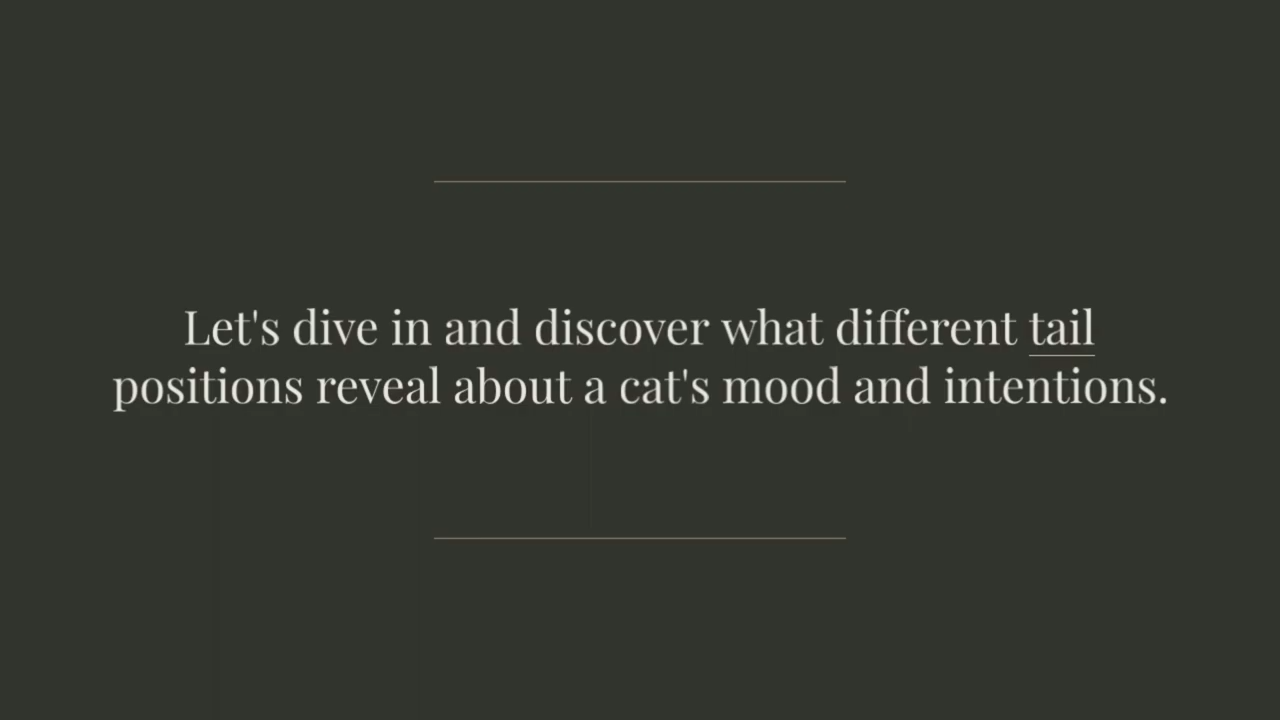 Let's dive in and discover what different tail
positions reveal about a cat's mood and intentions.